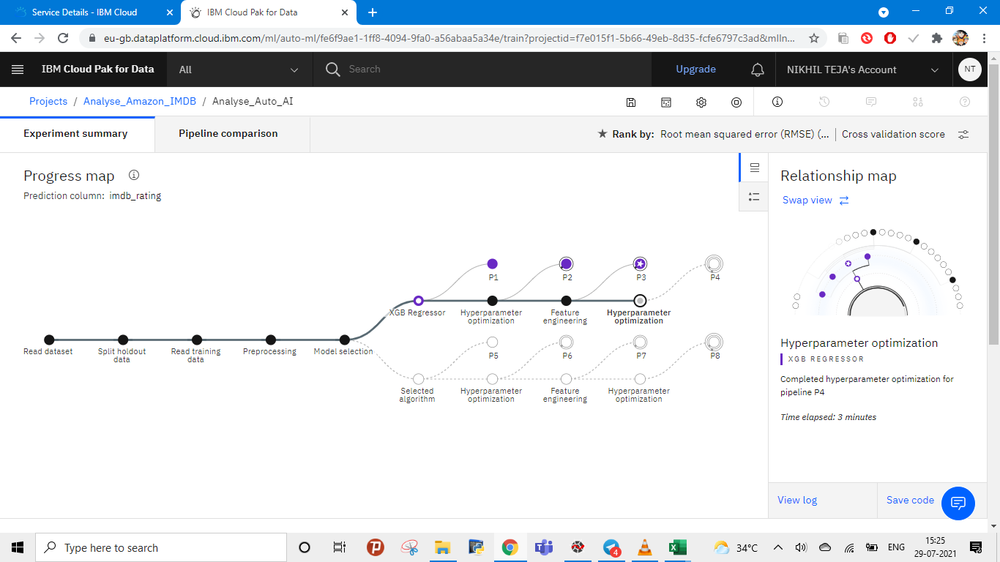 Service Details - IBM Cloud
IBM Cloud Pak for Data
eu-gb.dataplatform.cloud.ibm.com/ml/auto-ml/fe6f9ae1-1ff8-4094-9fa0-a56abaa5a34e/train?projectid=f7e015f1-5b66-49eb-8d35-fcfe6797c3ad&mlIn...
IBM Cloud Pak for Data
All
Search
Upgrade
NIKHIL TEJA's Account
NT
Projects / Analyse_Amazon_IMDB / Analyse_Auto_AI
Experiment summary
Pipeline comparison
Rank by: Root mean squared error (RMSE) (...
Cross validation score
Progress map
Prediction column: imdb_rating
P1
P2
P3
P4
XGB Regressor
Hyperparameter
optimization
Feature
engineering
Hyperparameter
optimization
Read dataset
Split holdout
data
Read training
data
Preprocessing
Model selection
P5
P6
P7
P8
Selected
algorithm
Hyperparameter
optimization
Feature
engineering
Hyperparameter
optimization
Relationship map
Swap view
Hyperparameter optimization
XGB REGRESSOR
Completed hyperparameter optimization for
pipeline P4
Time elapsed: 3 minutes
View log
Save code
Type here to search
4
34°C
ENG
15:25
29-07-2021